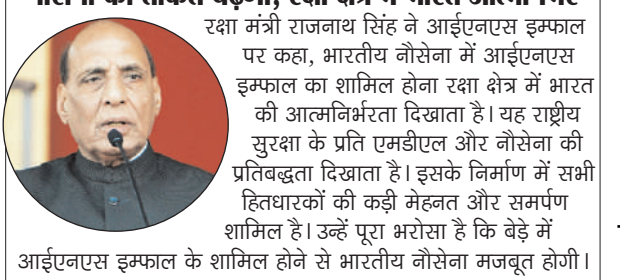 रक्षा मंत्री राजनाथ सिंह ने आईएनएस इम्फाल
पर कहा, भारतीय नौसेना में आईएनएस
इम्फाल का शामिल होना रक्षा क्षेत्र में भारत
की आत्मनिर्भरता दिखाता है। यह राष्ट्रीय
सुरक्षा के प्रति एमडीएल और नौसेना की
प्रतिबद्धता दिखाता है। इसके निर्माण में सभी
हितधारकों की कड़ी मेहनत और समर्पण
शामिल है। उन्हें पूरा भरोसा है कि बेड़े में
आईएनएस इम्फाल के शामिल होने से भारतीय नौसेना मजबूत होगी।